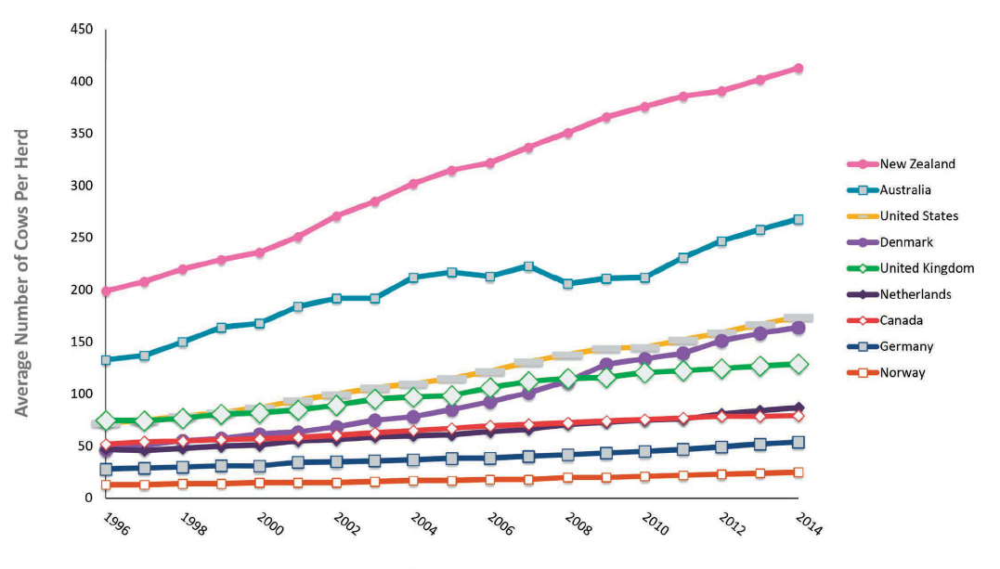 Average Number of Cows Per Herd
450
400
350
300
250
200
150
100
50
0
1996
1998
2000
2002
2004
2006
2008
2010
2012
2014
New Zealand
Australia
United States
Denmark
United Kingdom
Netherlands
Canada
Germany
Norway